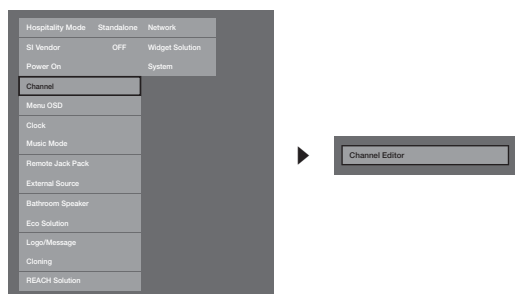 Hospitality Mode Standalone Network
SI Vendor OFF Widget Solution
Power On System
Channel
Menu OSD
Clock
Music Mode
Remote Jack Pack
External Source
Bathroom Speaker
Eco Solution
Logo/Message
Cloning
REACH Solution
Channel Editor